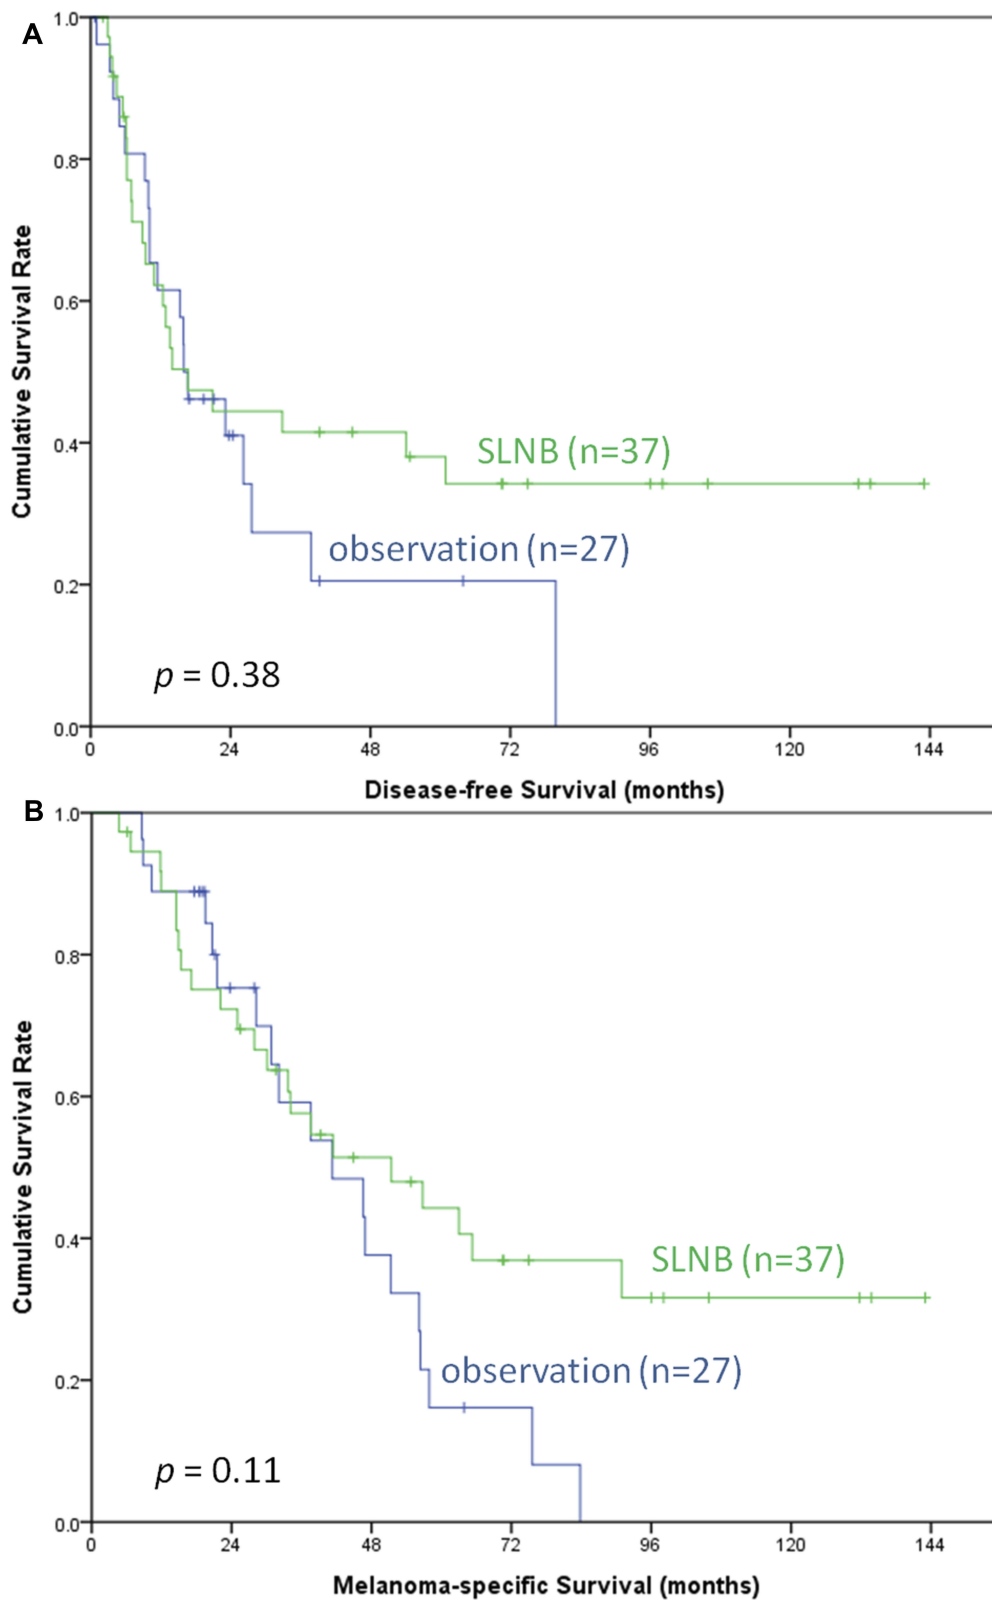 A
1.0
0.8
0.6
0.4
0.2
0.0
Cumulative Survival Rate
SLNB (n=37)
observation (n=27)
p = 0.38
0 24 48 72 96 120 144
Disease-free Survival (months)
B
1.0
0.8
0.6
0.4
0.2
0.0
Cumulative Survival Rate
SLNB (n=37)
observation (n=27)
p = 0.11
0 24 48 72 96 120 144
Melanoma-specific Survival (months)